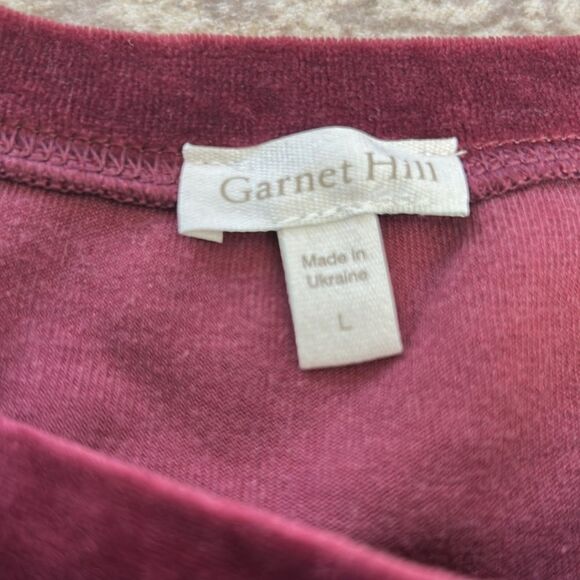 Garnet Hill
Made in
Ukraine
L